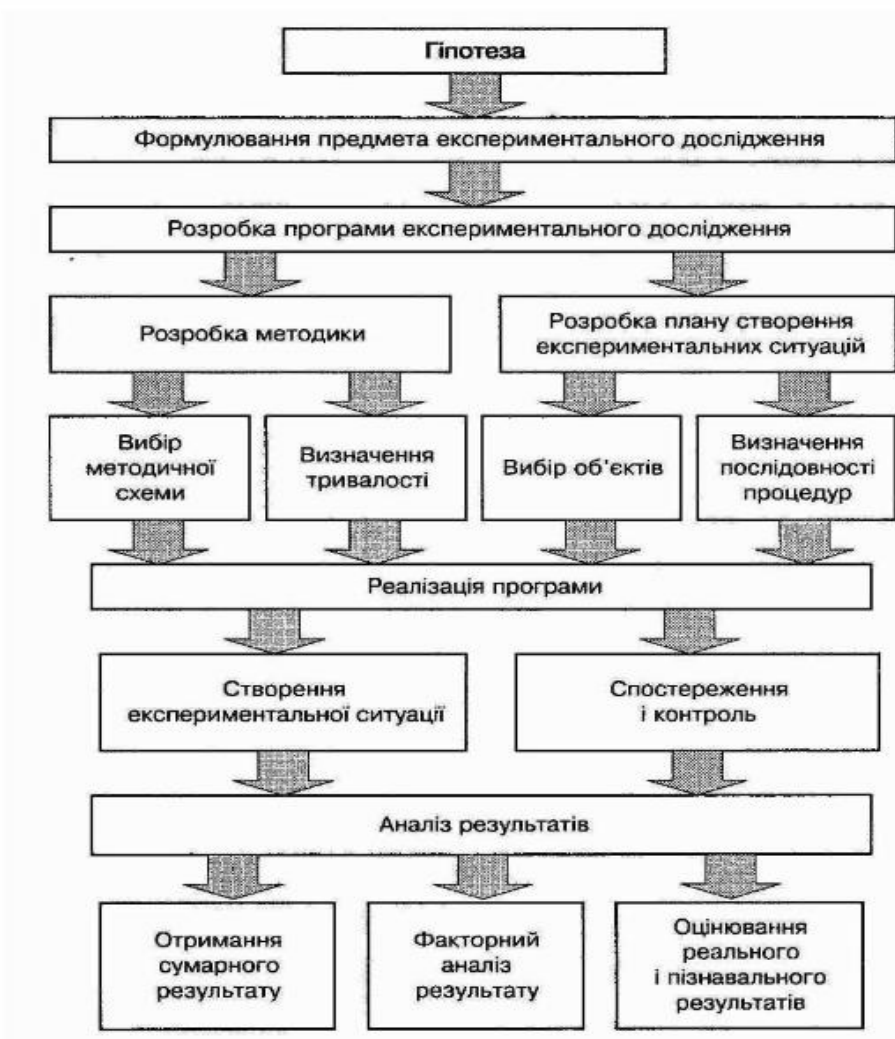 Гіпотеза
Формулювання предмета експериментального дослідження
Розробка програми експериментального дослідження
Розробка методики
Розробка плану створення
експериментальних ситуацій
Вибір
методичної
схеми
Визначення
тривалості
Вибір об'єктів
Визначення
послідовності
процедур
Реалізація програми
Створення
експериментальної ситуації
Спостереження
і контроль
Аналіз результатів
Отримання
сумарного
результату
Факторний
аналіз
результату
Оцінювання
реального
і пізнавального
результатів